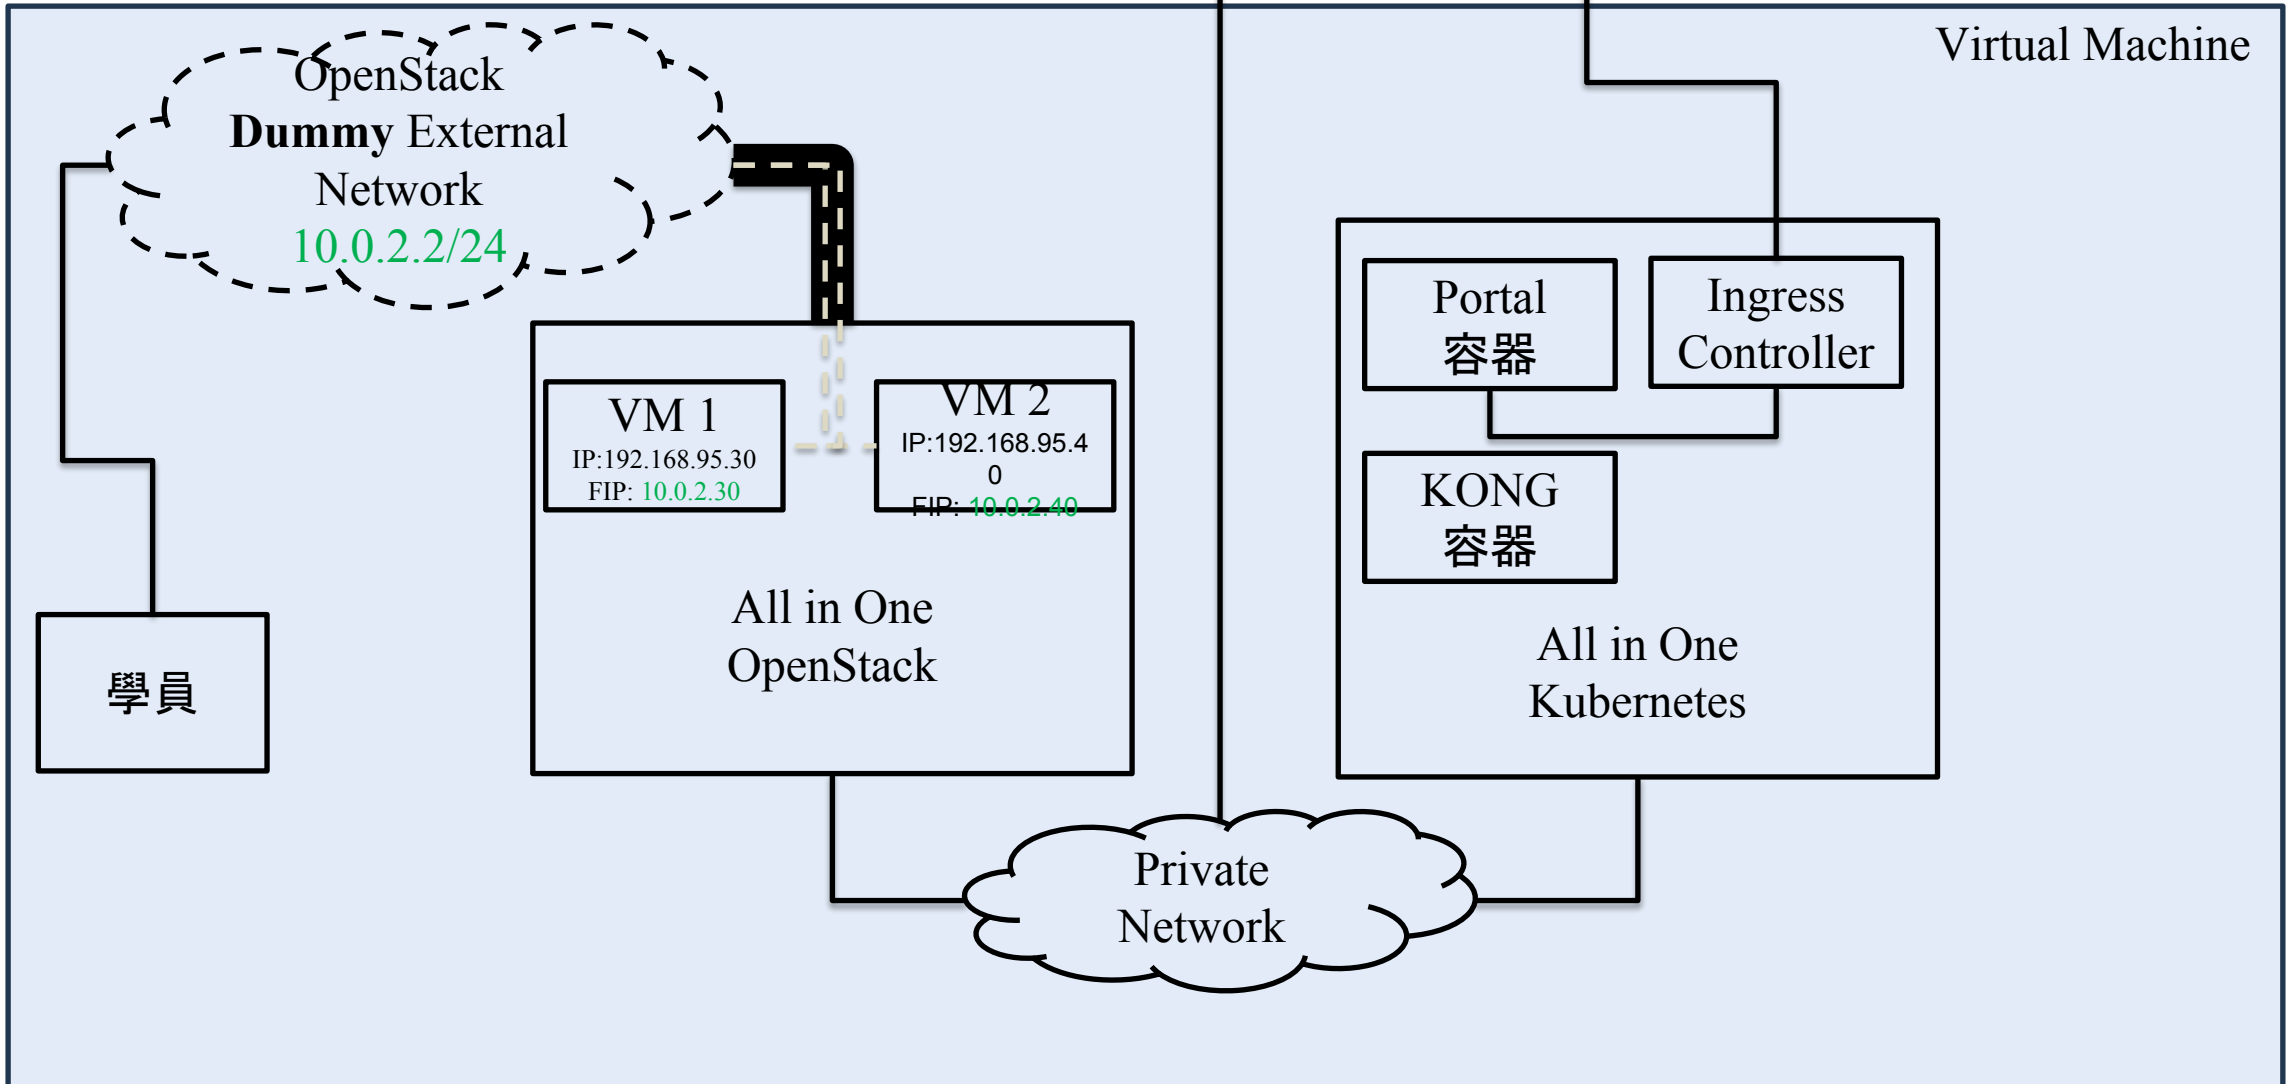 Virtual Machine
OpenStack
Dummy External
Network
10.0.2.2/24
VM 1
IP:192.168.95.30
FIP: 10.0.2.30
VM 2
IP:192.168.95.4
0
FIP: 10.0.2.40
All in One
OpenStack
學員
Portal
容器
Ingress
Controller
KONG
容器
All in One
Kubernetes
Private
Network